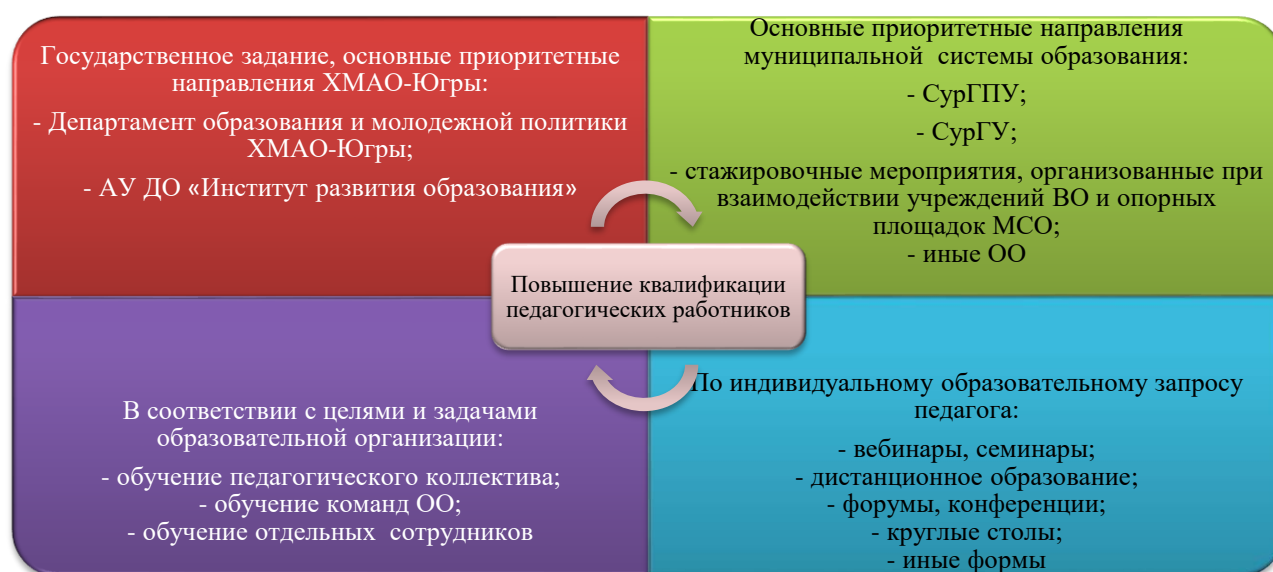 Государственное задание, основные приоритетные
направления ХМАО-Югры:
- Департамент образования и молодежной политики
ХМАО-Югры;
- АУ ДО «Институт развития образования»
Основные приоритетные направления
муниципальной системы образования:
- СурГПУ;
- СурГУ;
- стажировочные мероприятия, организованные при
взаимодействии учреждений ВО и опорных
площадок МСО;
- иные ОО
Повышение квалификации
педагогических работников
В соответствии с целями и задачами
образовательной организации:
- обучение педагогического коллектива;
- обучение команд ОО;
- обучение отдельных сотрудников
По индивидуальному образовательному запросу
педагога:
- вебинары, семинары;
- дистанционное образование;
- форумы, конференции;
- круглые столы;
- иные формы